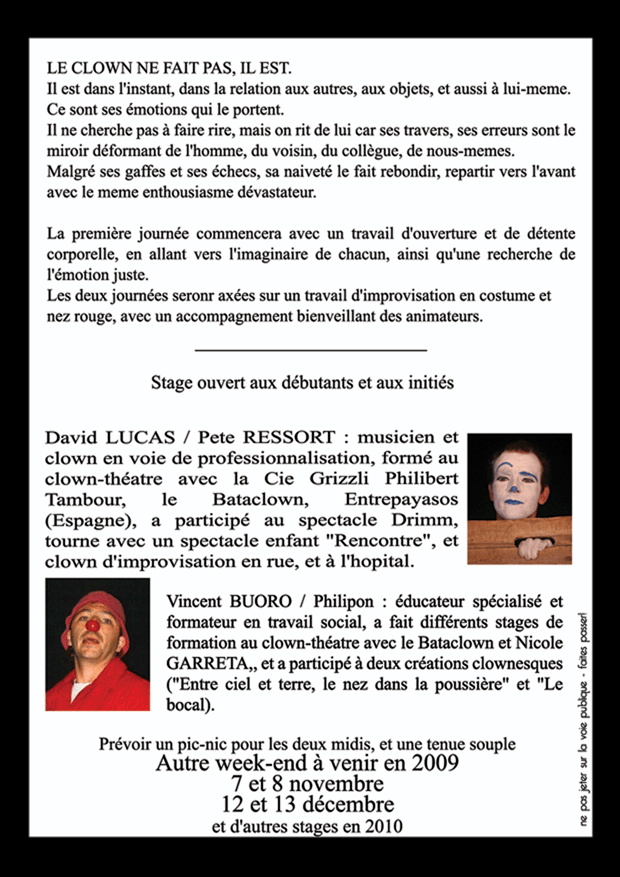 LE CLOWN NE FAIT PAS, IL EST.
Il est dans l'instant, dans la relation aux autres, aux objets, et aussi à lui-meme.
Ce sont ses émotions qui le portent.
Il ne cherche pas à faire rire, mais on rit de lui car ses travers, ses erreurs sont le
miroir déformant de l'homme, du voisin, du collègue, de nous-memes.
Malgré ses gaffes et ses échecs, sa naiveté le fait rebondir, repartir vers l'avant
avec le meme enthousiasme dévastateur.
La première journée commencera avec un travail d'ouverture et de détente
corporelle, en allant vers l'imaginaire de chacun, ainsi qu'une recherche de
l'émotion juste.
Les deux journées seronr axées sur un travail d'improvisation en costume et
nez rouge, avec un accompagnement bienveillant des animateurs.
Stage ouvert aux débutants et aux initiés
David LUCAS / Pete RESSORT : musicien et
clown en voie de professionnalisation, formé au
clown-théatre avec la Cie Grizzli Philibert
Tambour, le Bataclown, Entrepayasos
(Espagne), a participé au spectacle Drimm,
tourne avec un spectacle enfant "Rencontre", et
clown d'improvisation en rue, et à l'hopital.
Vincent BUORO / Philipon : éducateur spécialisé et
formateur en travail social, a fait différents stages de
formation au clown-théatre avec le Bataclown et Nicole
GARRETA,, et a participé à deux créations clownesques
("Entre ciel et terre, le nez dans la poussière" et "Le
bocal).
Prévoir un pic-nic pour les deux midis, et une tenue souple
Autre week-end à venir en 2009
7 et 8 novembre
12 et 13 décembre
et d'autres stages en 2010
ne pas jeter sur la voie publique - faites passer!